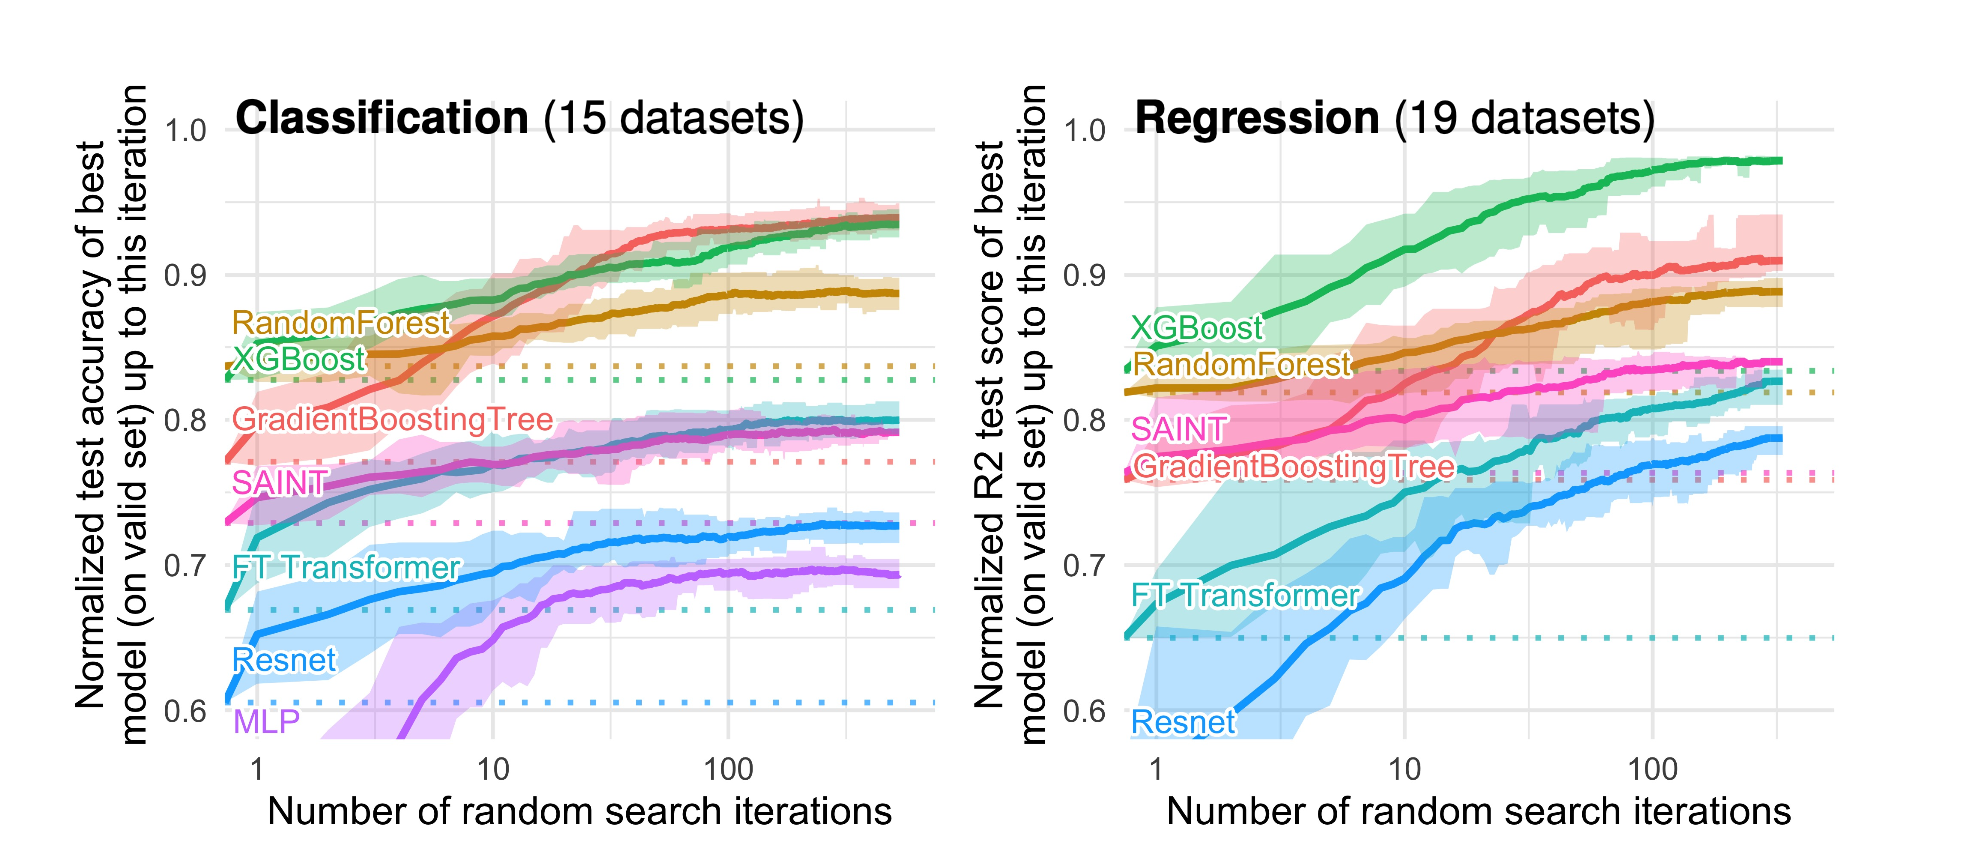 Normalized test accuracy of best
model (on valid set) up to this iteration
Classification (15 datasets)
1.0
0.9
0.8
0.7
0.6
RandomForest
XGBoost
GradientBoostingTree
SAINT
FT Transformer
Resnet
MLP
1 10 100
Number of random search iterations
Normalized R2 test score of best
model (on valid set) up to this iteration
Regression (19 datasets)
1.0
0.9
0.8
0.7
0.6
XGBoost
RandomForest
SAINT
GradientBoostingTree
FT Transformer
Resnet
1 10 100
Number of random search iterations